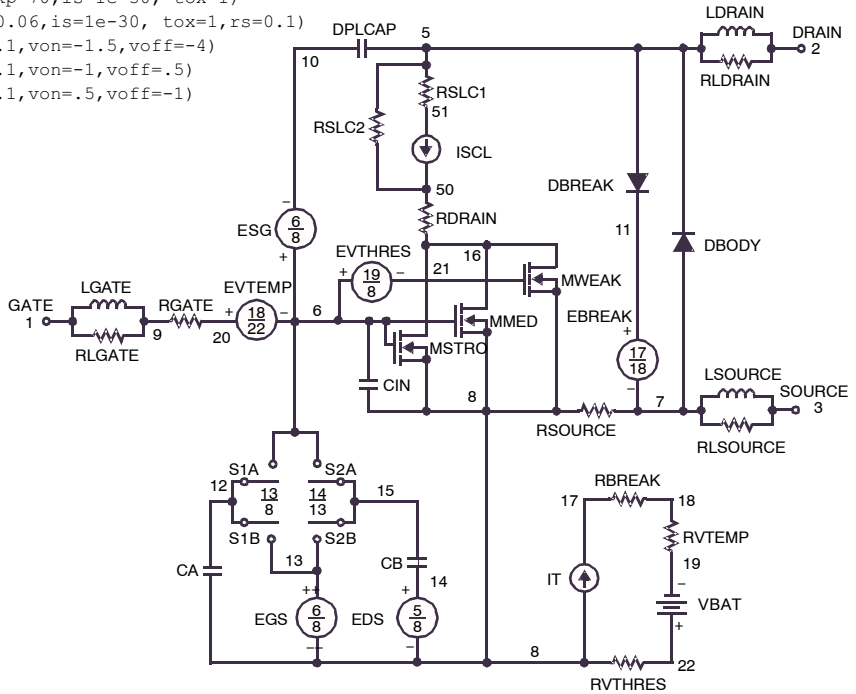 kp=70,is=1e-30, tox=1)
0.06,is=1e-30, tox=1,rs=0.1)
.1,von=-1.5,voff=-4)
.1,von=-1,voff=.5)
.1,von=.5,voff=-1)
DPLCAP
10
5
LDRAIN
DRAIN
2
RLDRAIN
RSLC1
51
RSLC2
ISCL
50
RDRAIN
DBREAK
11
DBODY
ESG
6
8
EVTHRES
19
8
16
21
MWEAK
LGATE
GATE
1
RLGATE
9
RGATE
20
EVTEMP
18
22
6
MMED
MSTRO
EBREAK
17
18
CIN
8
RSOURCE
7
LSOURCE
SOURCE
3
RLSOURCE
S1A
S2A
12
13
8
14
13
15
S1B
S2B
13
CA
CB
14
EGS
6
8
EDS
5
8
8
RBREAK
17
18
RVTEMP
19
IT
VBAT
22
RVTHRES